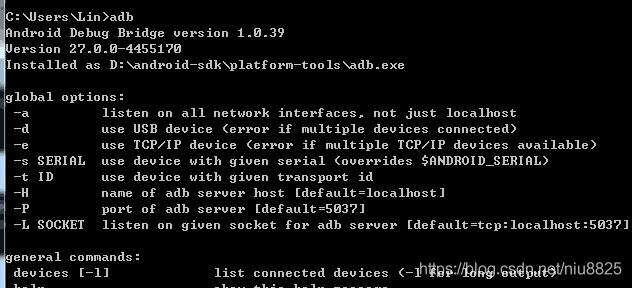 C:\Users\Lin>adb
Android Debug Bridge version 1.0.39
Version 27.0.0-4455170
Installed as D:\android-sdk\platform-tools\adb.exe
global options:
-a listen on all network interfaces, not just localhost
-d use USB device (error if multiple devices connected)
-e use TCP/IP device (error if multiple TCP/IP devices available)
-s SERIAL use device with given serial (overrides $ANDROID_SERIAL)
-t ID use device with given transport id
-H name of adb server host [default=localhost]
-P port of adb server [default=5037]
-L SOCKET listen on given socket for adb server [default=tcp:localhost:5037]
general commands:
devices [-l] list connected devices (-l for long output)
https://blog.csdn.net/niu8825
help show this help message